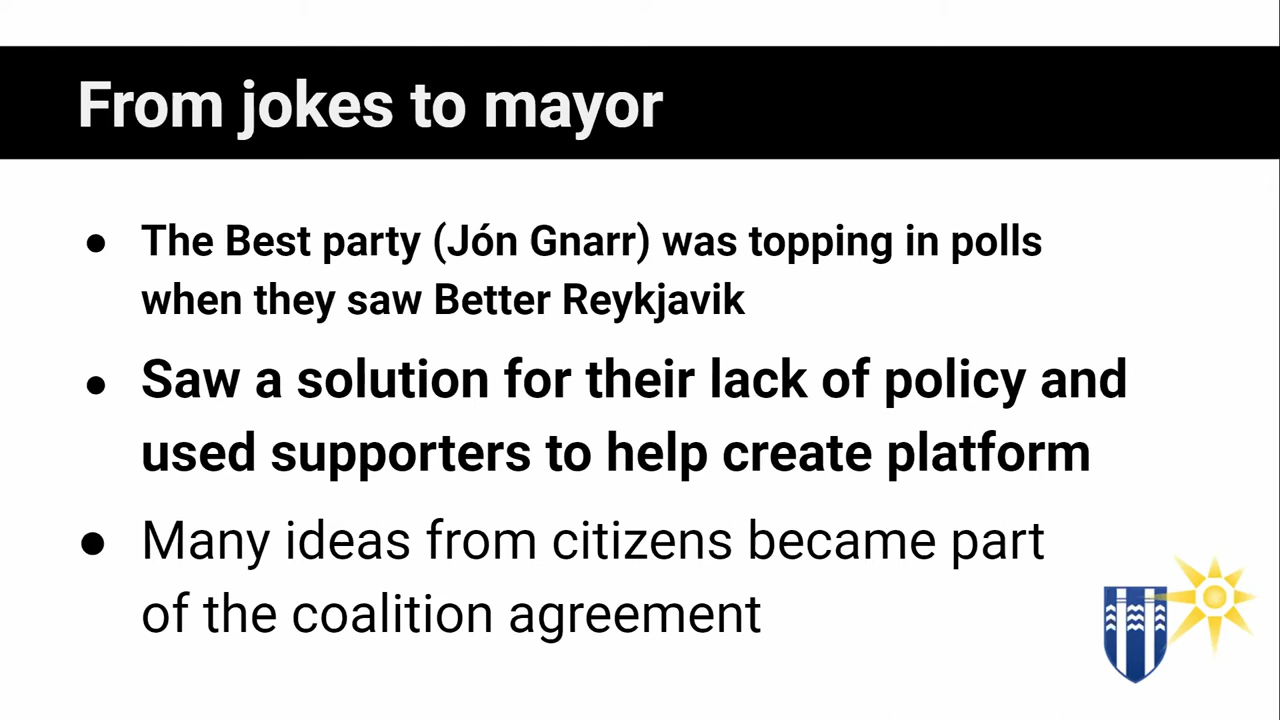 From jokes to mayor
● The Best party (Jón Gnarr) was topping in polls
when they saw Better Reykjavik
● Saw a solution for their lack of policy and
used supporters to help create platform
● Many ideas from citizens became part
of the coalition agreement